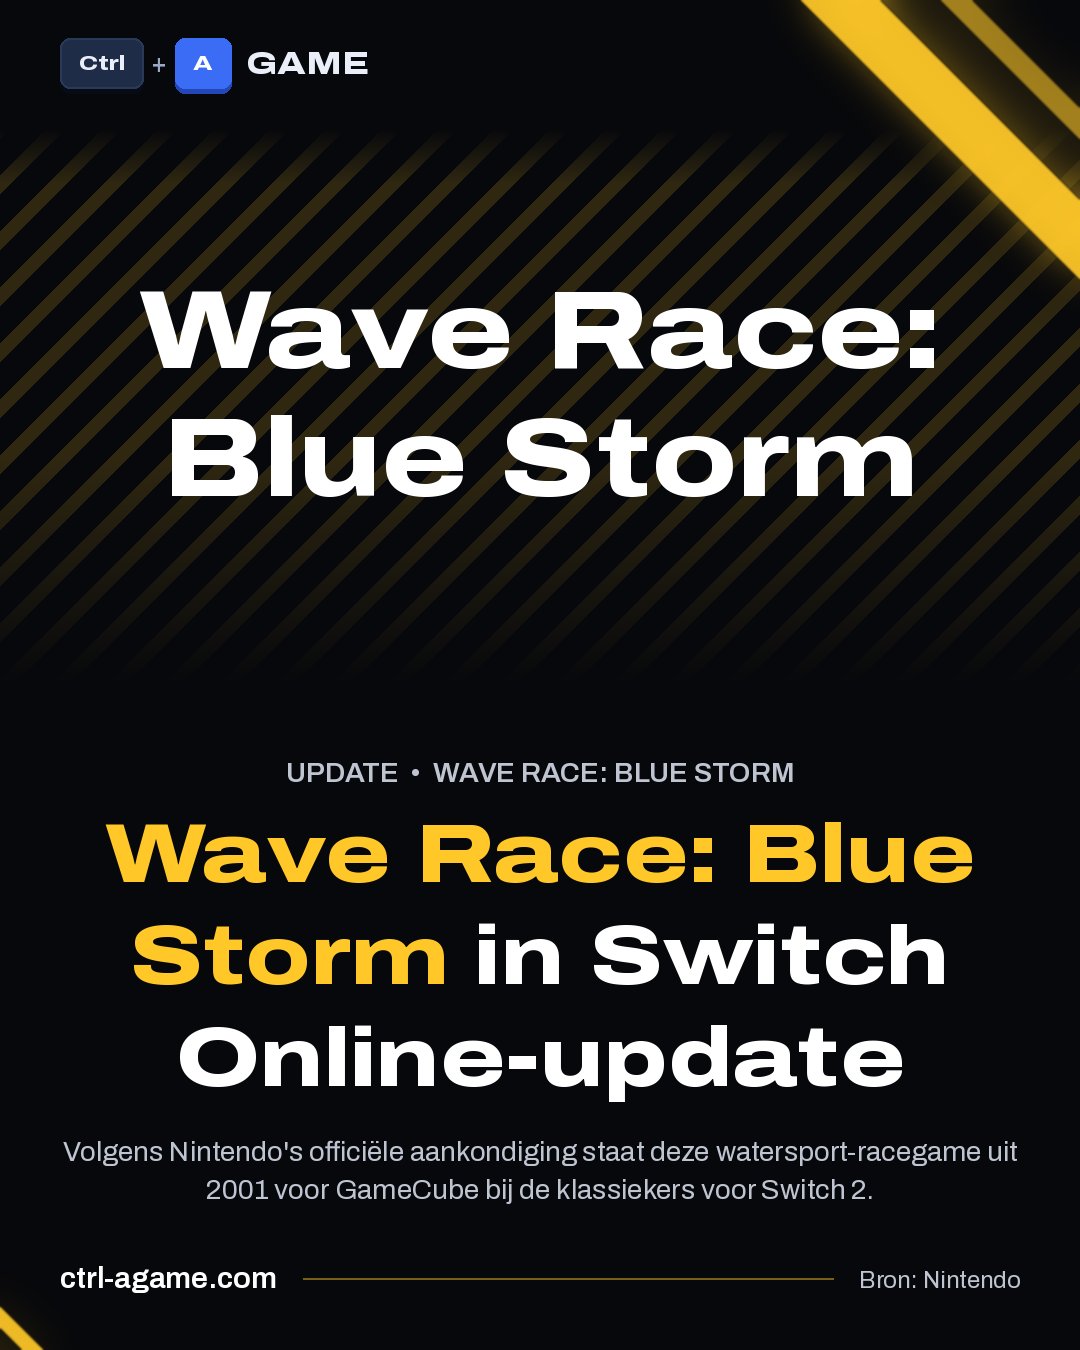 Ctrl + A GAME
Wave Race:
Blue Storm
UPDATE • WAVE RACE: BLUE STORM
Wave Race: Blue
Storm in Switch
Online-update
Volgens Nintendo's officiële aankondiging staat deze watersport-racegame uit
2001 voor GameCube bij de klassiekers voor Switch 2.
ctrl-agame.com
Bron: Nintendo